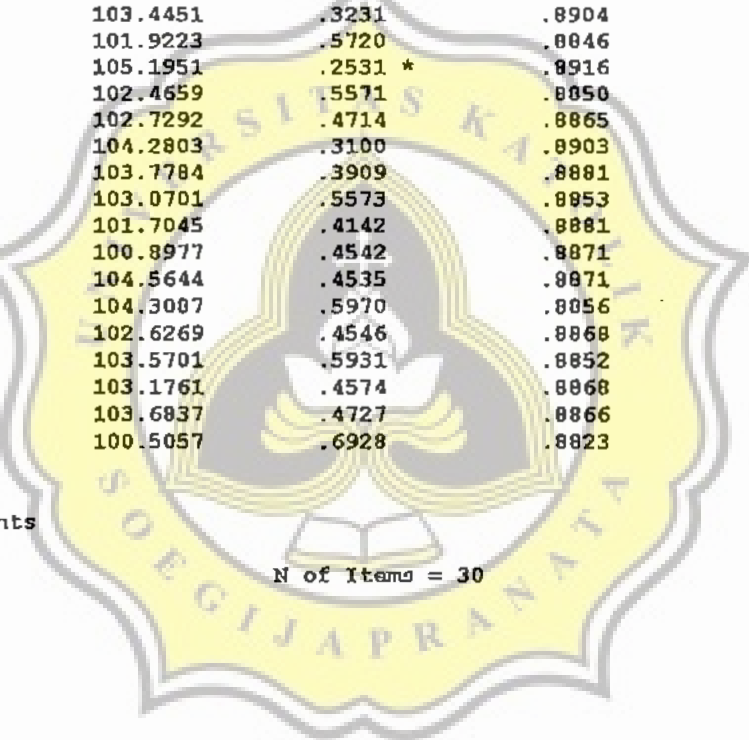 103.4451 .3231 .8904
101.9223 .5720 .8846
105.1951 .2531 * .8916
102.4659 .5571 .8850
102.7292 .4714 .8865
104.2803 .3100 .8903
103.7784 .3909 .8881
103.0701 .5573 .8853
101.7045 .4142 .8881
100.8977 .4542 .8871
104.5644 .4535 .8871
104.3087 .5970 .8856
102.6269 .4546 .8868
103.5701 .5931 .8852
103.1761 .4574 .8868
103.6837 .4727 .8866
100.5057 .6928 .8823
nts
N of Items = 30
SOEGIJAPRANATA